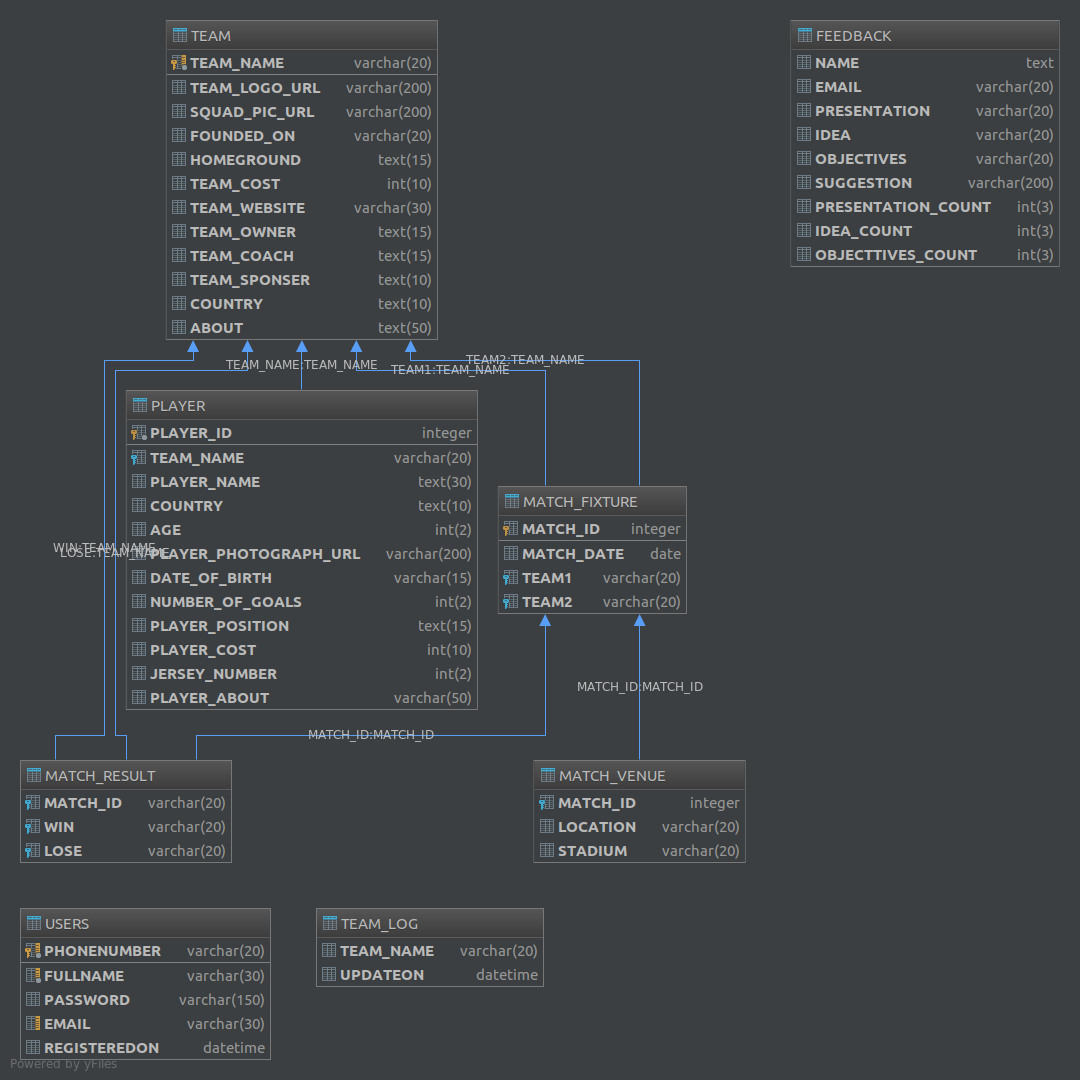 TEAM
TEAM_NAME varchar(20)
TEAM_LOGO_URL varchar(200)
SQUAD_PIC_URL varchar(200)
FOUNDED_ON varchar(20)
HOMEGROUND text(15)
TEAM_COST int(10)
TEAM_WEBSITE varchar(30)
TEAM_OWNER text(15)
TEAM_COACH text(15)
TEAM_SPONSER text(10)
COUNTRY text(10)
ABOUT text(50)
FEEDBACK
NAME text
EMAIL varchar(20)
PRESENTATION varchar(20)
IDEA varchar(20)
OBJECTIVES varchar(20)
SUGGESTION varchar(200)
PRESENTATION_COUNT int(3)
IDEA_COUNT int(3)
OBJECTTIVES_COUNT int(3)
TEAM_NAME:TEAM_NAME
TEAM1:TEAM_NAME
TEAM2:TEAM_NAME
PLAYER
PLAYER_ID integer
TEAM_NAME varchar(20)
PLAYER_NAME text(30)
COUNTRY text(10)
AGE int(2)
PLAYER_PHOTOGRAPH_URL varchar(200)
DATE_OF_BIRTH varchar(15)
NUMBER_OF_GOALS int(2)
PLAYER_POSITION text(15)
PLAYER_COST int(10)
JERSEY_NUMBER int(2)
PLAYER_ABOUT varchar(50)
WIN:TEAM_NAME
LOSE:TEAM_NAME
MATCH_FIXTURE
MATCH_ID integer
MATCH_DATE date
TEAM1 varchar(20)
TEAM2 varchar(20)
MATCH_ID:MATCH_ID
MATCH_ID:MATCH_ID
MATCH_RESULT
MATCH_ID varchar(20)
WIN varchar(20)
LOSE varchar(20)
MATCH_VENUE
MATCH_ID integer
LOCATION varchar(20)
STADIUM varchar(20)
USERS
PHONENUMBER varchar(20)
FULLNAME varchar(30)
PASSWORD varchar(150)
EMAIL varchar(30)
REGISTEREDON datetime
TEAM_LOG
TEAM_NAME varchar(20)
UPDATEON datetime
Powered by yFiles